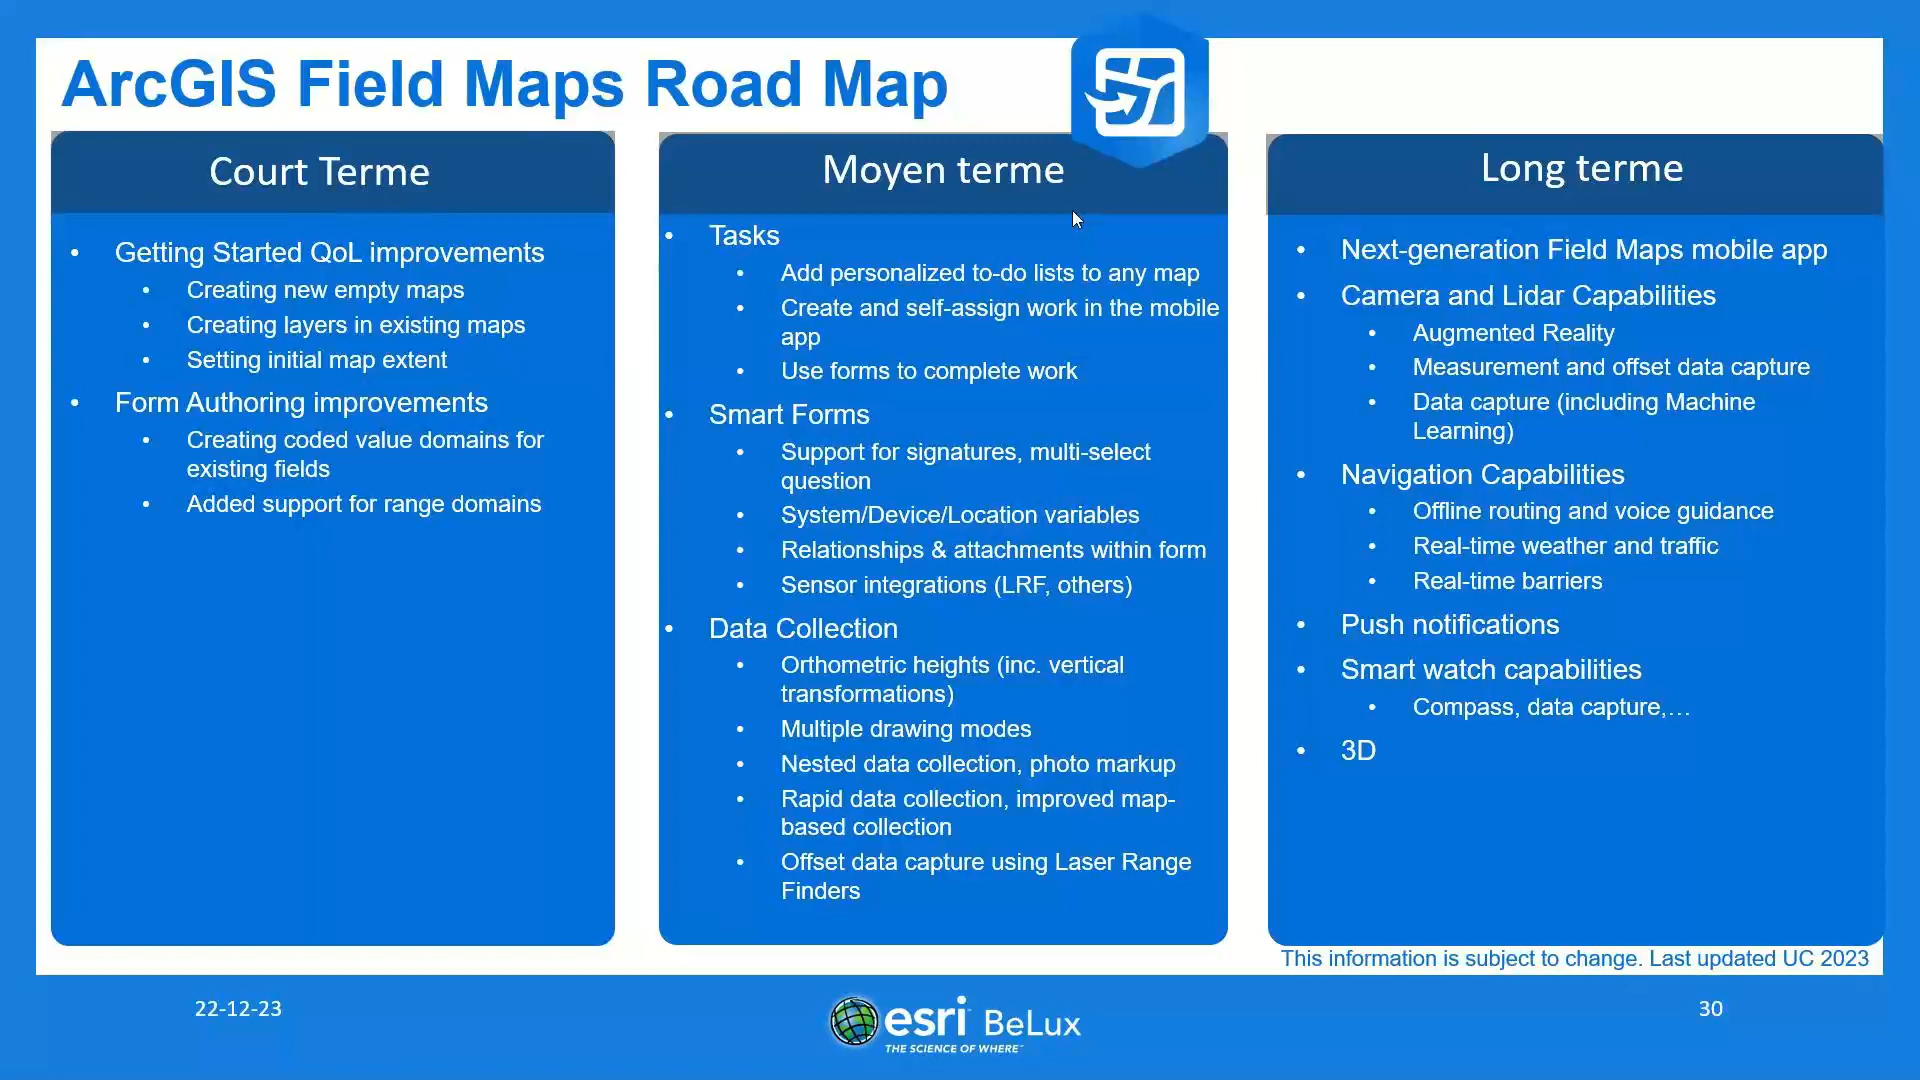 ArcGIS Field Maps Road Map
Court Terme
• Getting Started QoL improvements
• Creating new empty maps
• Creating layers in existing maps
• Setting initial map extent
• Form Authoring improvements
• Creating coded value domains for
existing fields
• Added support for range domains
Moyen terme
• Tasks
• Add personalized to-do lists to any map
• Create and self-assign work in the mobile
app
• Use forms to complete work
• Smart Forms
• Support for signatures, multi-select
question
• System/Device/Location variables
• Relationships & attachments within form
• Sensor integrations (LRF, others)
• Data Collection
• Orthometric heights (inc. vertical
transformations)
• Multiple drawing modes
• Nested data collection, photo markup
• Rapid data collection, improved map-
based collection
• Offset data capture using Laser Range
Finders
Long terme
• Next-generation Field Maps mobile app
• Camera and Lidar Capabilities
• Augmented Reality
• Measurement and offset data capture
• Data capture (including Machine
Learning)
• Navigation Capabilities
• Offline routing and voice guidance
• Real-time weather and traffic
• Real-time barriers
• Push notifications
• Smart watch capabilities
• Compass, data capture,…
• 3D
This information is subject to change. Last updated UC 2023
22-12-23
esri BeLux
THE SCIENCE OF WHERE™
30